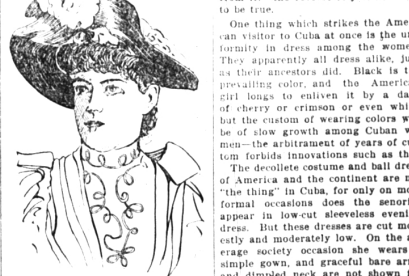 to be true.
One thing which strikes the Ame
can visitor to Cuba at once is the un
formity in dress among the wome
They apparently all dress alike, ju
as their ancestors did. Black is t
prevailing color, and the America
girl longs to enliven it by a da
of cherry or crimson or even whi
but the custom of wearing colors w
be of slow growth among Cuban w
men—the arbitrament of years of cu
tom forbids innovations such as th
The decollete costume and ball dre
of America and the continent are n
"the thing" in Cuba, for only on mo
formal occasions does the senori
appear in low-cut sleeveless eveni
dress. But these dresses are cut mo
estly and moderately low. On the a
erage society occasion she wears
simple gown, and graceful bare ar
and dimpled neck are not shown